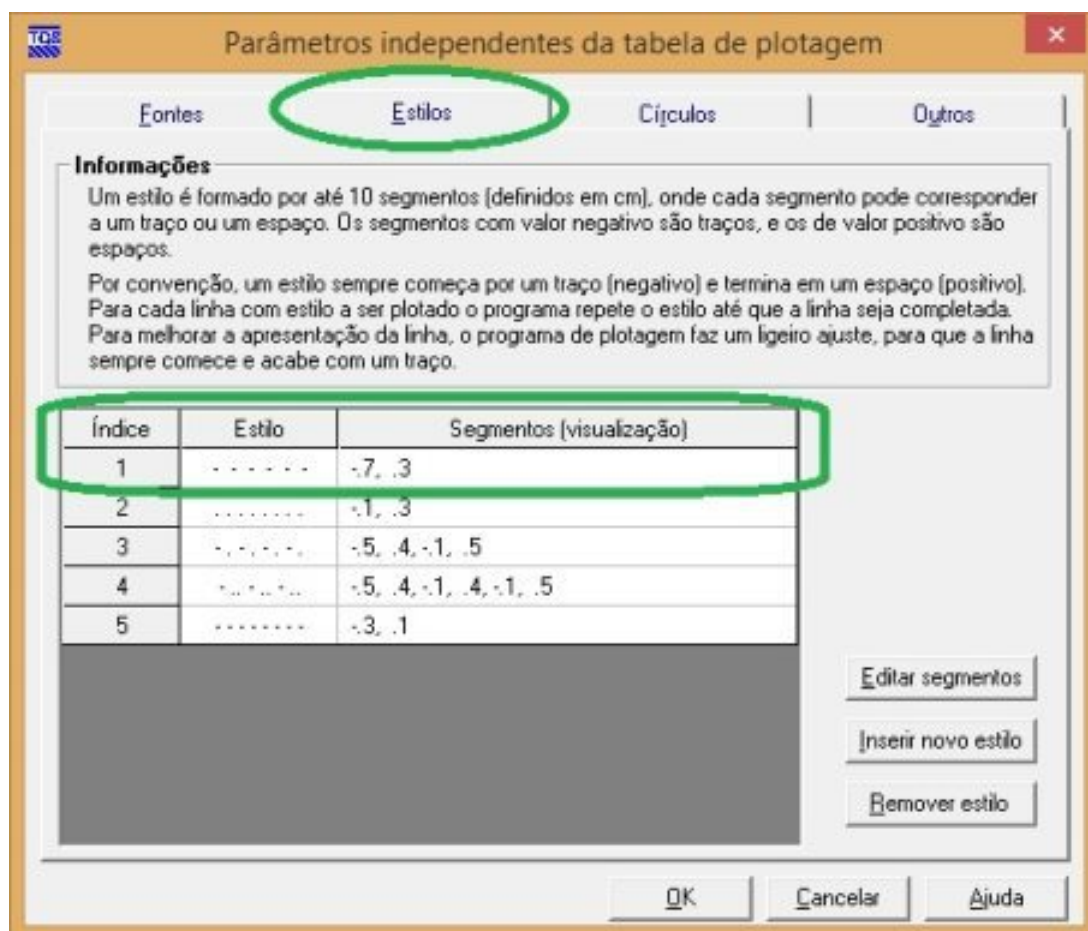 TQS
Parâmetros independentes da tabela de plotagem
Fontes
Estilos
Círculos
Outros
Informações
Um estilo é formado por até 10 segmentos (definidos em cm), onde cada segmento pode corresponder
a um traço ou um espaço. Os segmentos com valor negativo são traços, e os de valor positivo são
espaços.
Por convenção, um estilo sempre começa por um traço (negativo) e termina em um espaço (positivo).
Para cada linha com estilo a ser plotado o programa repete o estilo até que a linha seja completada.
Para melhorar a apresentação da linha, o programa de plotagem faz um ligeiro ajuste, para que a linha
sempre comece e acabe com um traço.
Índice Estilo Segmentos (visualização)
1 - - - - - - -.7, .3
2 ........ -.1, .3
3 -.-.-.-. -.5, .4,-.1, .5
4 -..-..-.. -.5, .4,-.1, .4,-.1, .5
5 -------- -.3, .1
Editar segmentos
Inserir novo estilo
Remover estilo
OK
Cancelar
Ajuda